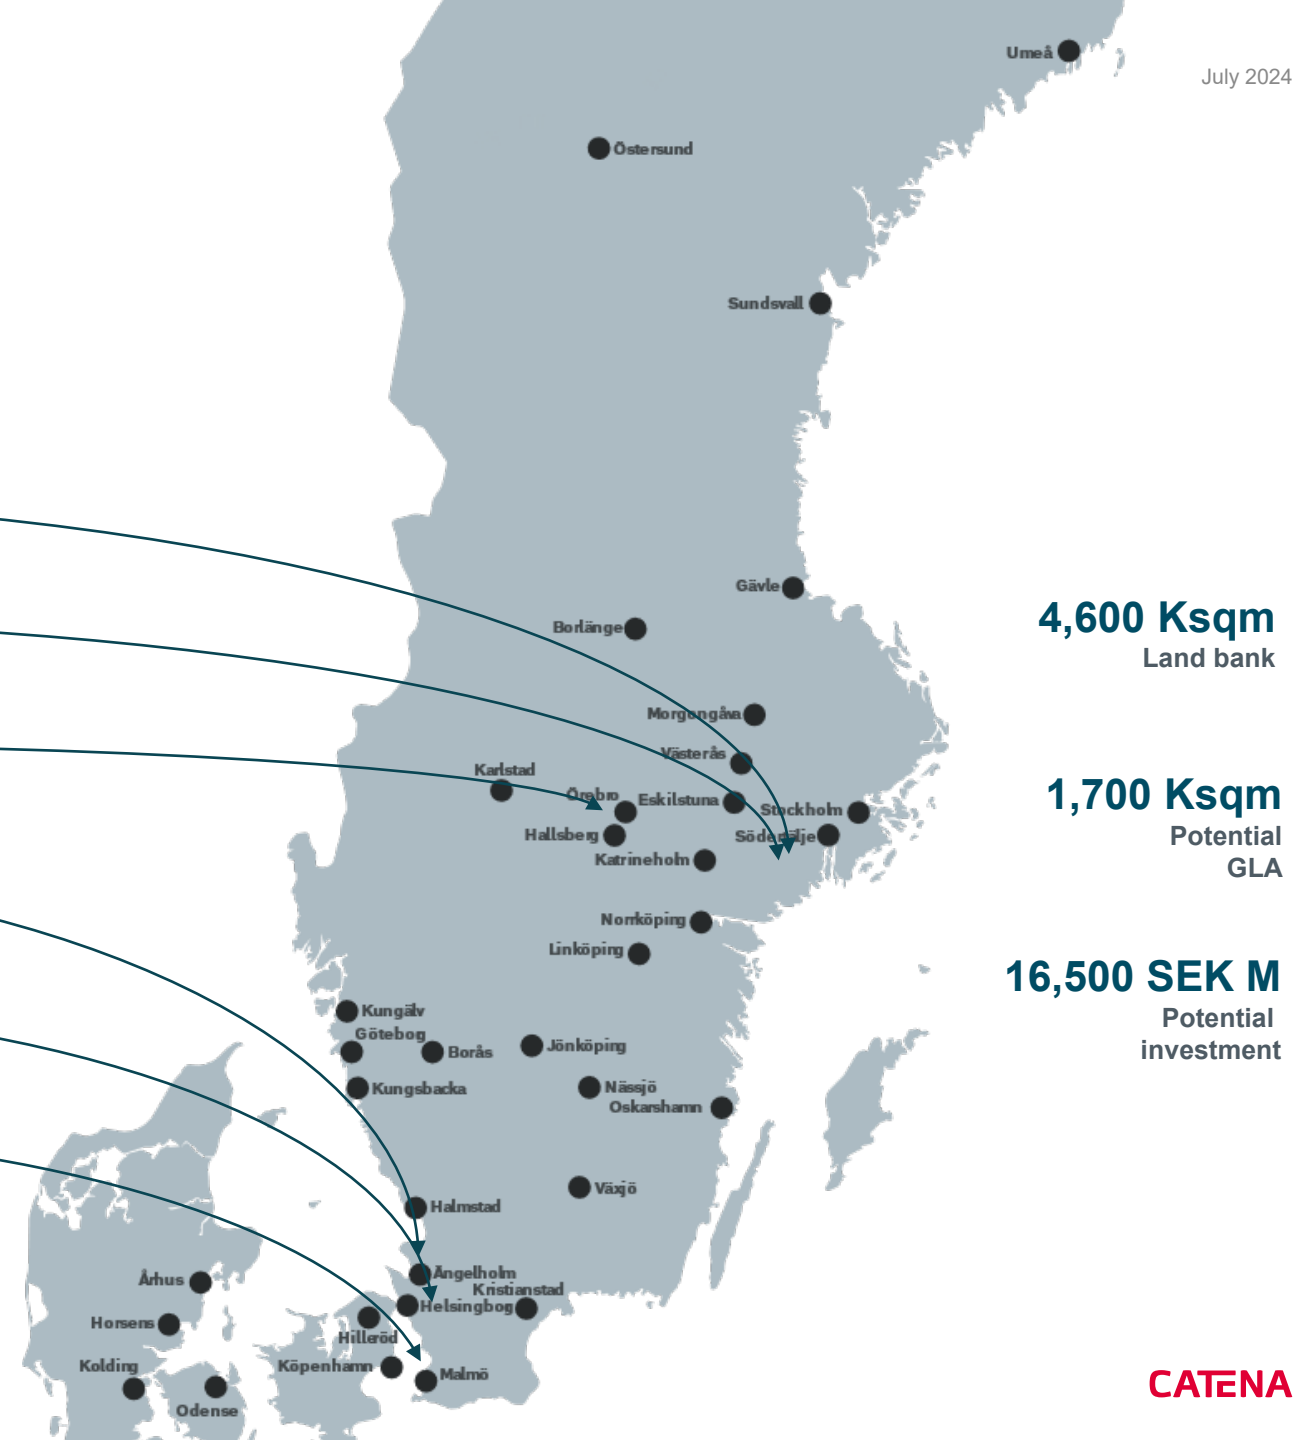 Umeå
July 2024
Östersund
Sundsvall
Gävle
Borlänge
4,600 Ksqm
Land bank
Morgongåva
Västerås
Karlstad
Örebro
Eskilstuna
Stockholm
1,700 Ksqm
Potential
GLA
Hallsberg
Södertälje
Katrineholm
Norrköping
Linköping
16,500 SEK M
Potential
investment
Kungälv
Göteborg
Borås
Jönköping
Kungsbacka
Nässjö
Oskarshamn
Växjö
Halmstad
Århus
Ängelholm
Kristianstad
Helsingborg
Horsens
Hilleröd
Kolding
Köpenhamn
Malmö
Odense
CATENA